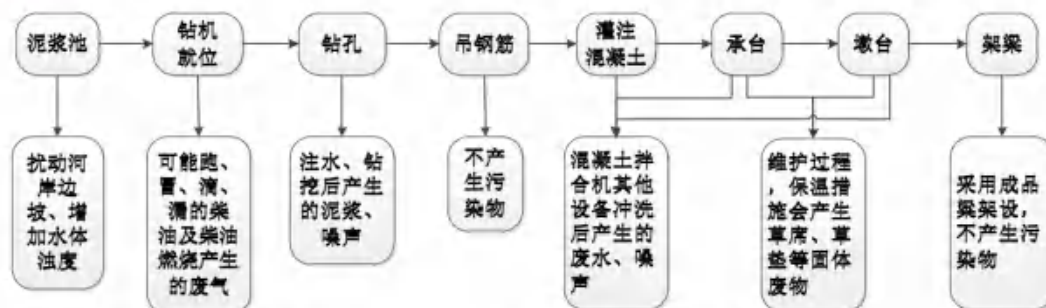 泥浆池
钻机
就位
钻孔
吊钢筋
灌注
混凝土
承台
墩台
架梁
扰动河
岸边
坡、增
加水体
浊度
可能跑、
冒、滴、
漏的柴
油及柴油
燃烧产生
的废气
注水、钻
挖后产生
的泥浆、
噪声
不产
生污
染物
混凝土拌
合机其他
设备冲洗
后产生的
废水、噪
声
维护过程
，保温措
施会产生
草席、草
垫等固体
废物
采用成品
梁架设，
不产生污
染物